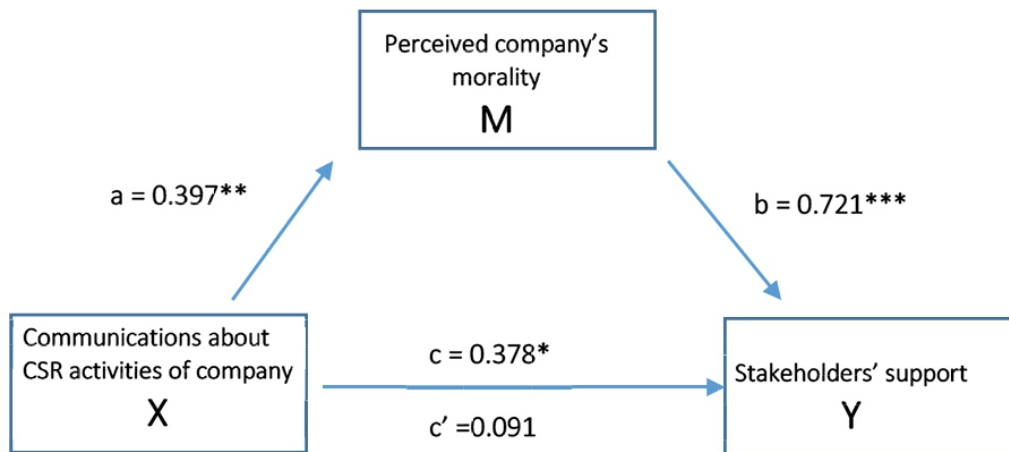 Perceived company's
morality
M
a = 0.397**
b = 0.721***
Communications about
CSR activities of company
X
c = 0.378*
c’ =0.091
Stakeholders’ support
Y